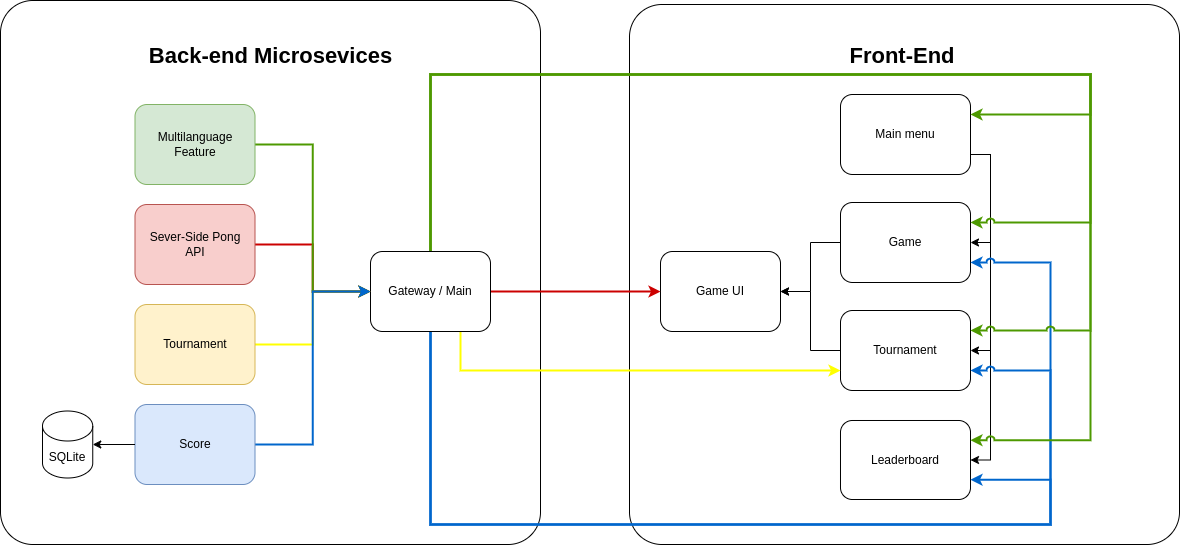 Back-end Microsevices
Front-End
Multilanguage
Feature
Sever-Side Pong
API
Tournament
Score
SQLite
Gateway / Main
Game UI
Main menu
Game
Tournament
Leaderboard